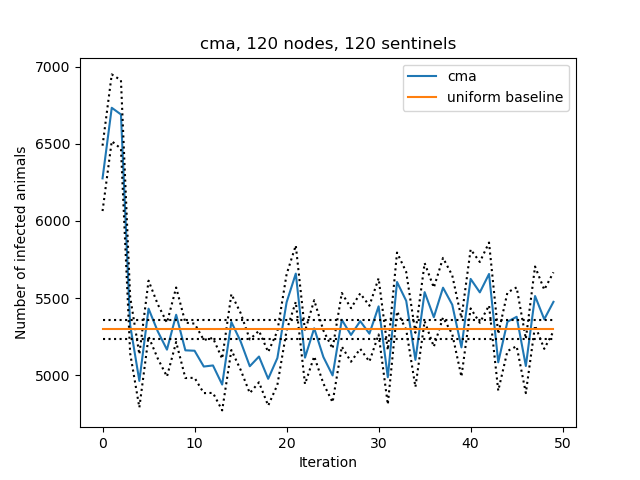 cma, 120 nodes, 120 sentinels
7000
6500
6000
5500
5000
Number of infected animals
cma
uniform baseline
0 10 20 30 40 50
Iteration